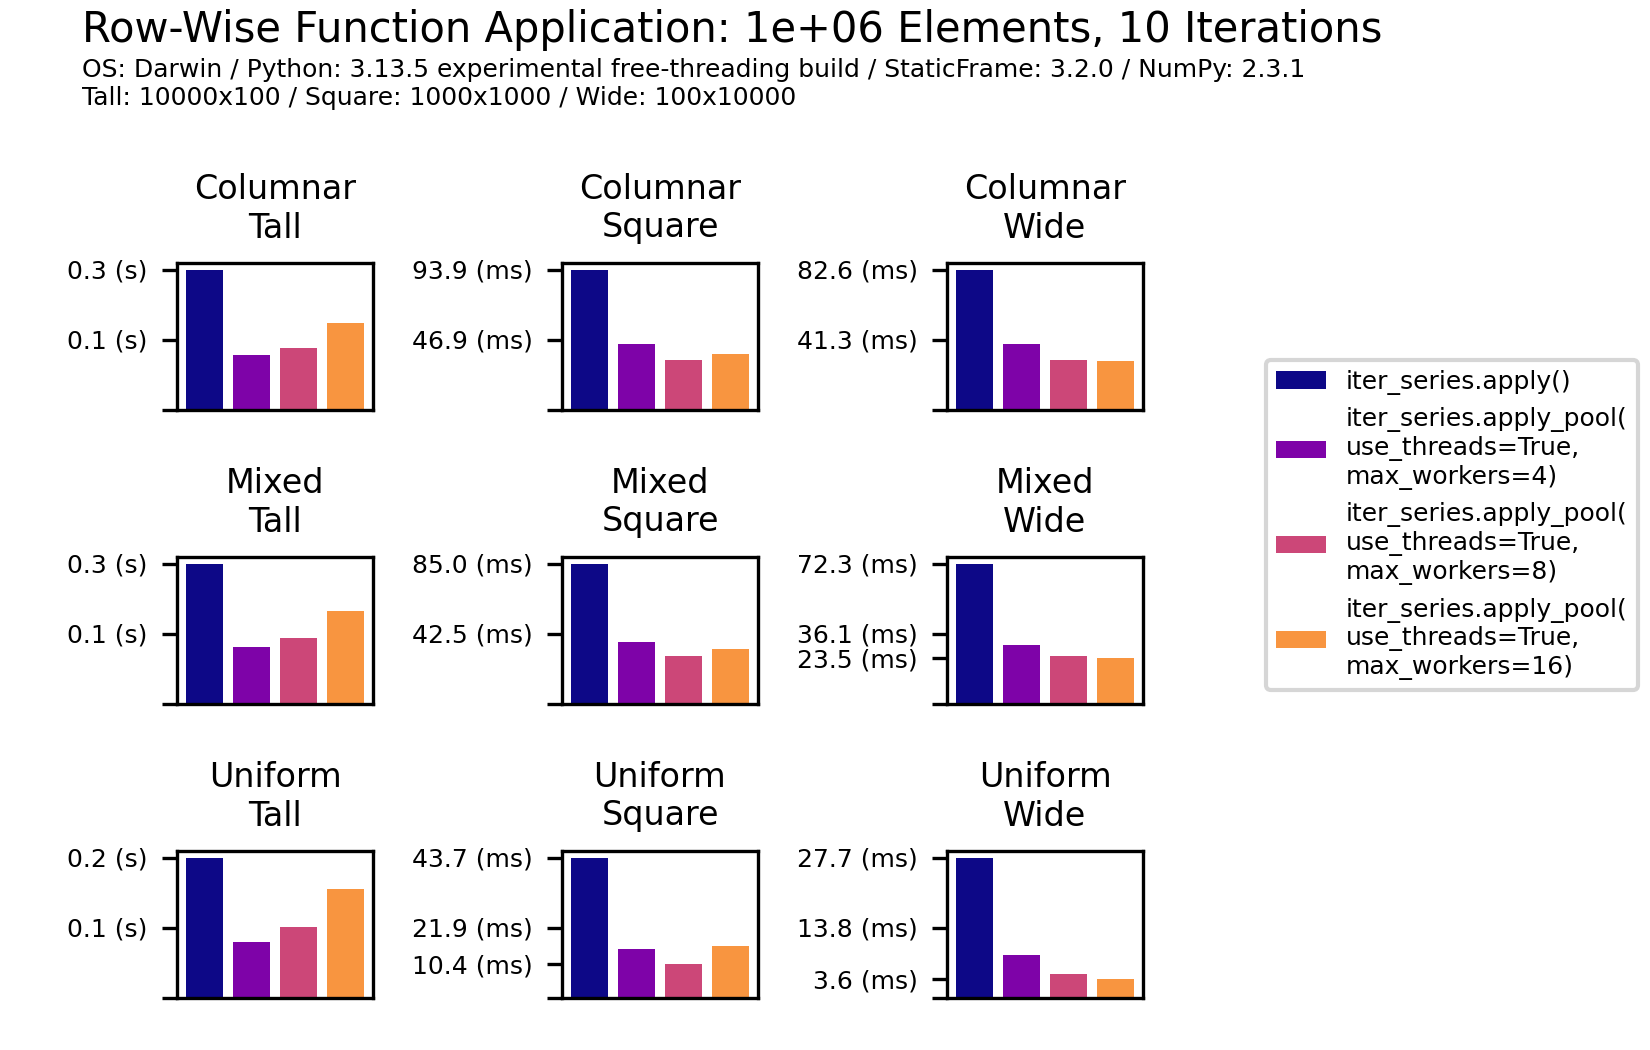 Row-Wise Function Application: 1e+06 Elements, 10 Iterations
OS: Darwin / Python: 3.13.5 experimental free-threading build / StaticFrame: 3.2.0 / NumPy: 2.3.1
Tall: 10000x100 / Square: 1000x1000 / Wide: 100x10000
Columnar
Tall
0.3 (s)
0.1 (s)
Columnar
Square
93.9 (ms)
46.9 (ms)
Columnar
Wide
82.6 (ms)
41.3 (ms)
Mixed
Tall
0.3 (s)
0.1 (s)
Mixed
Square
85.0 (ms)
42.5 (ms)
Mixed
Wide
72.3 (ms)
36.1 (ms)
23.5 (ms)
Uniform
Tall
0.2 (s)
0.1 (s)
Uniform
Square
43.7 (ms)
21.9 (ms)
10.4 (ms)
Uniform
Wide
27.7 (ms)
13.8 (ms)
3.6 (ms)
iter_series.apply()
iter_series.apply_pool(
use_threads=True,
max_workers=4)
iter_series.apply_pool(
use_threads=True,
max_workers=8)
iter_series.apply_pool(
use_threads=True,
max_workers=16)